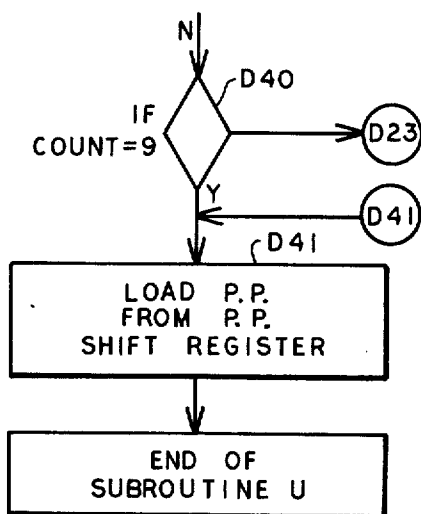 N
D40
IF
COUNT=9
D23
Y
D41
D41
LOAD P.P.
FROM P.P.
SHIFT REGISTER
END OF
SUBROUTINE U